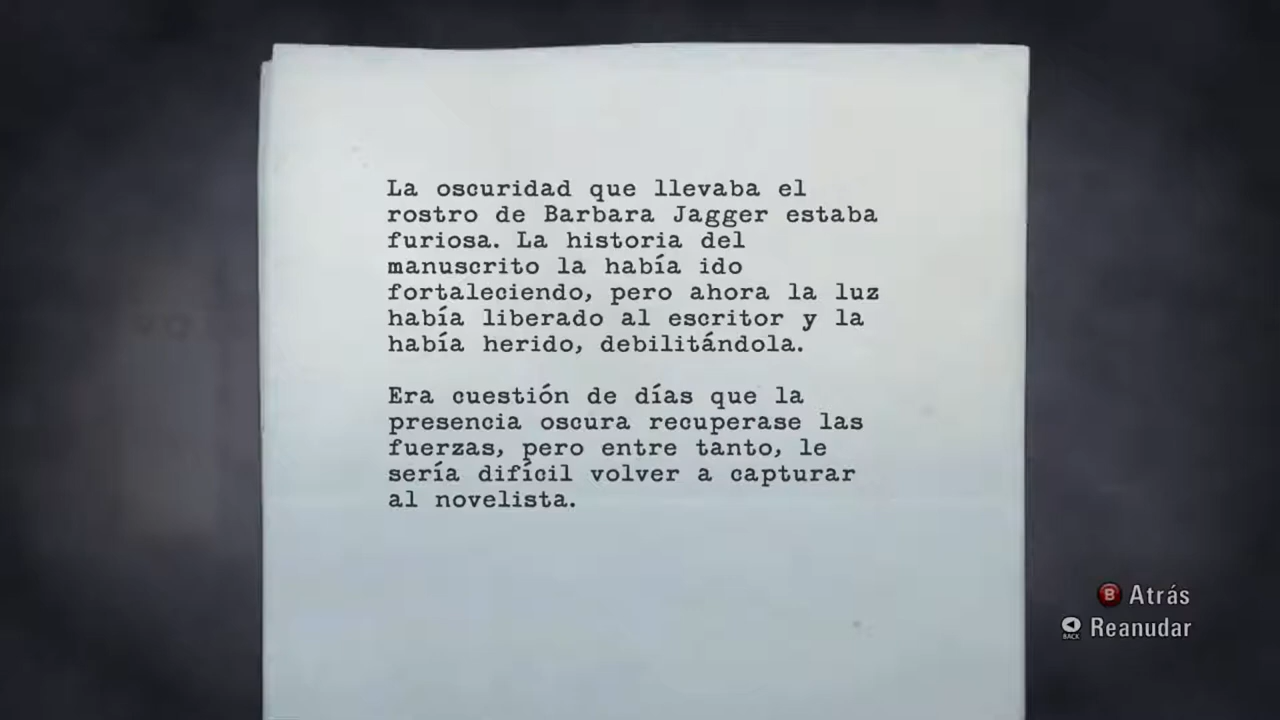 La oscuridad que llevaba el
rostro de Barbara Jagger estaba
furiosa. La historia del
manuscrito la había ido
fortaleciendo, pero ahora la luz
había liberado al escritor y la
había herido, debilitándola.
Era cuestión de días que la
presencia oscura recuperase las
fuerzas, pero entre tanto, le
sería difícil volver a capturar
al novelista.
B Atrás
BACK Reanudar